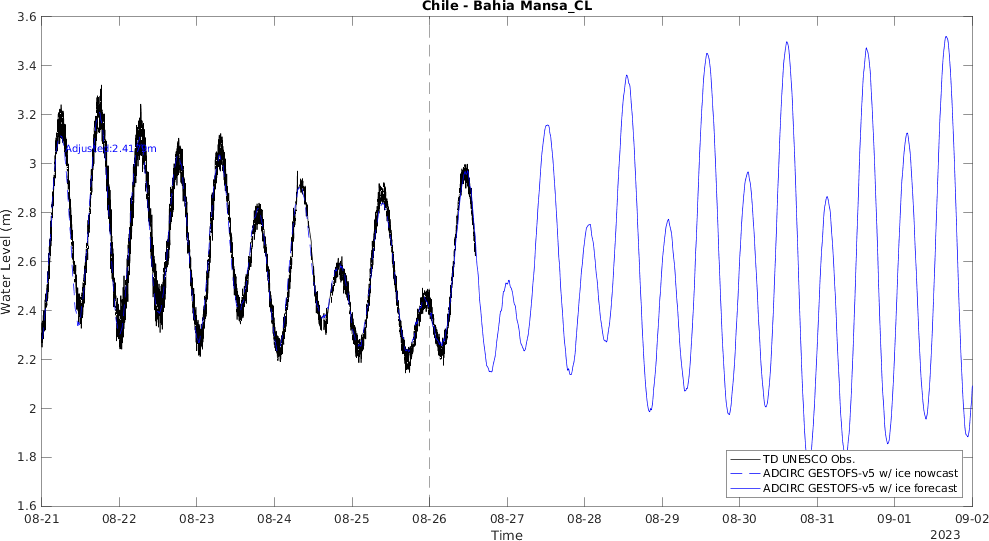 Chile - Bahia Mansa_CL
3.6
3.4
3.2
3
2.8
2.6
2.4
2.2
2
1.8
1.6
Water Level (m)
TD UNESCO Obs.
ADCIRC GESTOFS-v5 w/ ice nowcast
ADCIRC GESTOFS-v5 w/ ice forecast
08-21 08-22 08-23 08-24 08-25 08-26 08-27 08-28 08-29 08-30 08-31 09-01 09-02
Time
2023